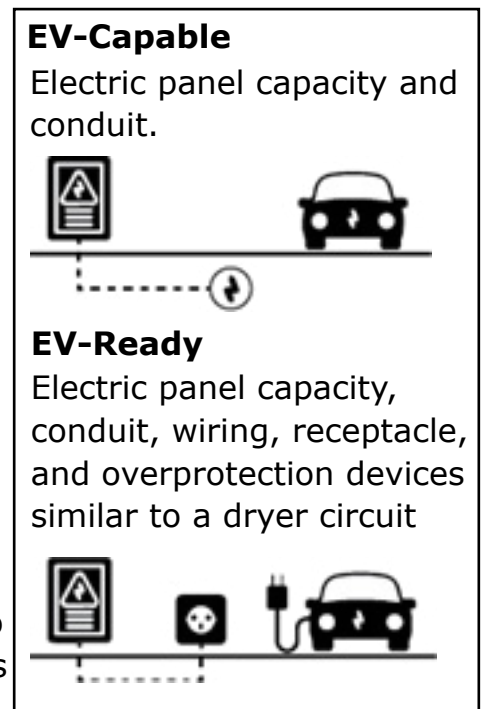 EV-Capable
Electric panel capacity and
conduit.
EV-Ready
Electric panel capacity,
conduit, wiring, receptacle,
and overprotection devices
similar to a dryer circuit